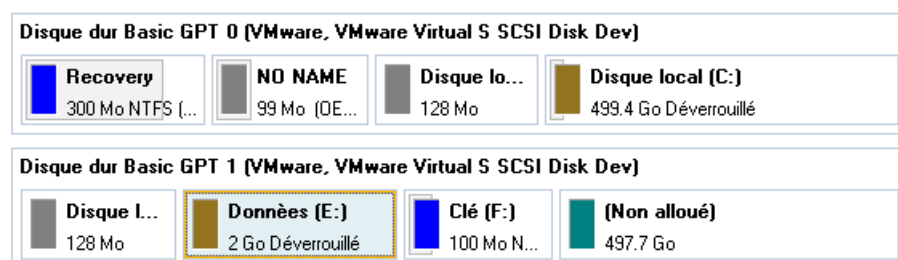 Disque dur Basic GPT 0 (VMware, VMware Virtual S SCSI Disk Dev)
Recovery
300 Mo NTFS (...
NO NAME
99 Mo (OE...
Disque lo...
128 Mo
Disque local (C:)
499.4 Go Déverrouillé
Disque dur Basic GPT 1 (VMware, VMware Virtual S SCSI Disk Dev)
Disque l...
128 Mo
Donnèes (E:)
2 Go Déverrouillé
Clé (F:)
100 Mo N...
(Non alloué)
497.7 Go